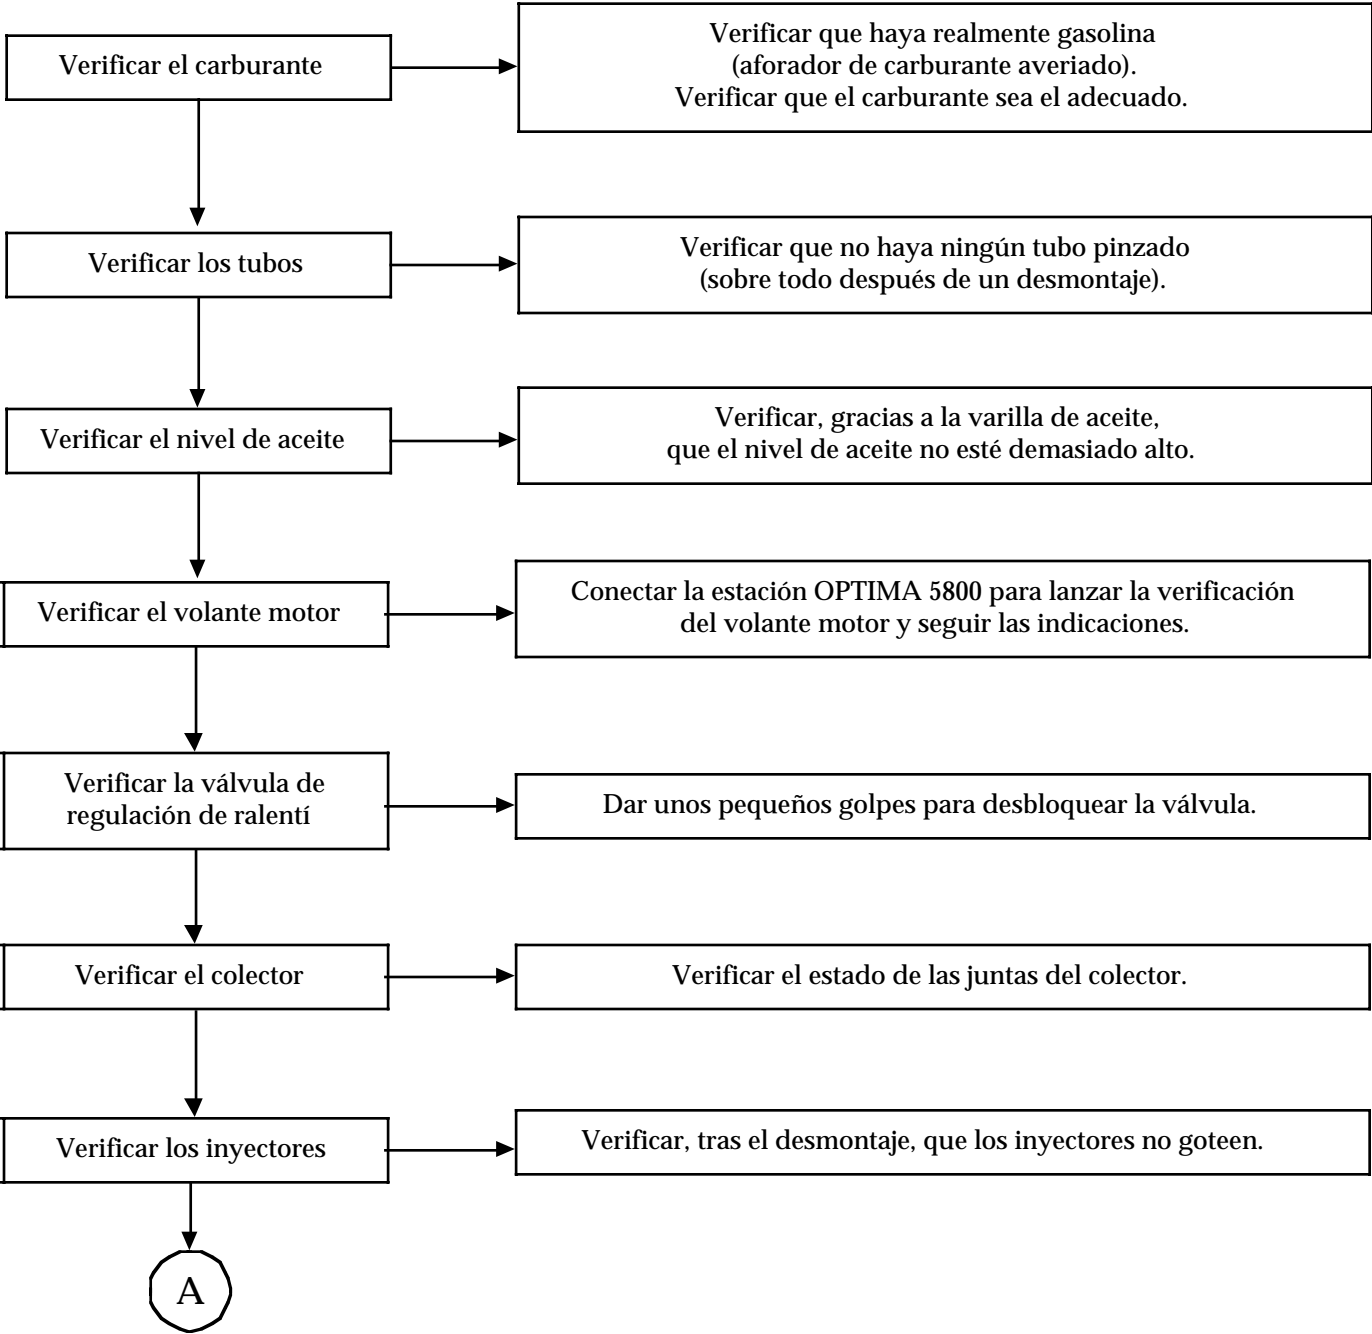 Verificar el carburante
Verificar que haya realmente gasolina
(aforador de carburante averiado).
Verificar que el carburante sea el adecuado.
Verificar los tubos
Verificar que no haya ningún tubo pinzado
(sobre todo después de un desmontaje).
Verificar el nivel de aceite
Verificar, gracias a la varilla de aceite,
que el nivel de aceite no esté demasiado alto.
Verificar el volante motor
Conectar la estación OPTIMA 5800 para lanzar la verificación
del volante motor y seguir las indicaciones.
Verificar la válvula de
regulación de ralentí
Dar unos pequeños golpes para desbloquear la válvula.
Verificar el colector
Verificar el estado de las juntas del colector.
Verificar los inyectores
Verificar, tras el desmontaje, que los inyectores no goteen.
A